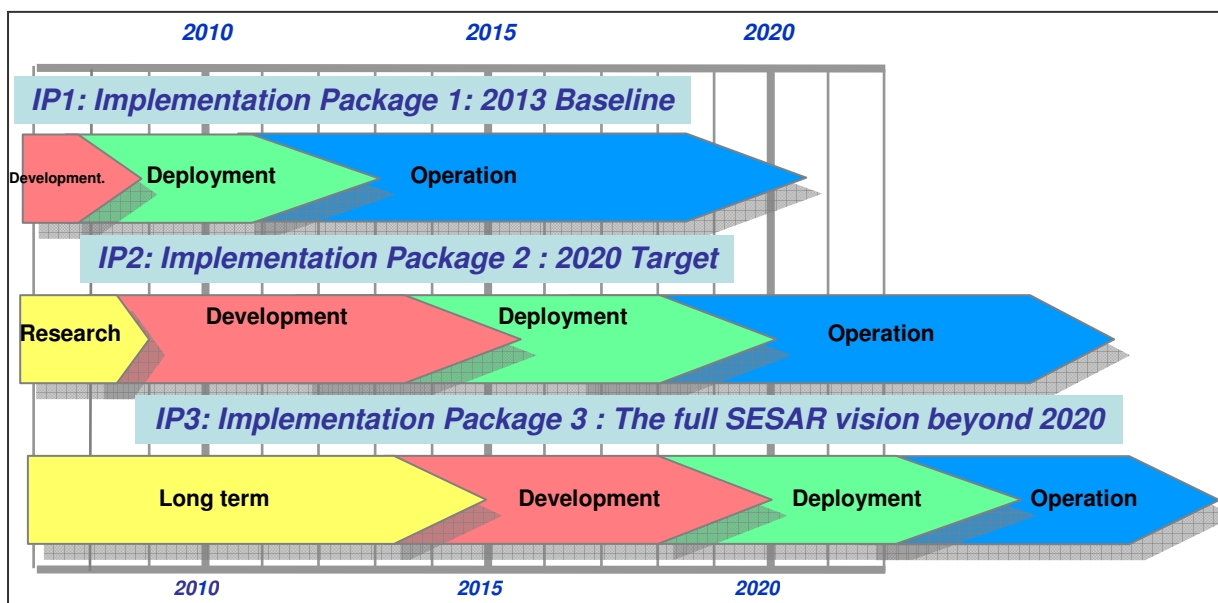 2010 2015 2020
IP1: Implementation Package 1: 2013 Baseline
Development. Deployment Operation
IP2: Implementation Package 2 : 2020 Target
Research Development Deployment Operation
IP3: Implementation Package 3 : The full SESAR vision beyond 2020
Long term Development Deployment Operation
2010 2015 2020